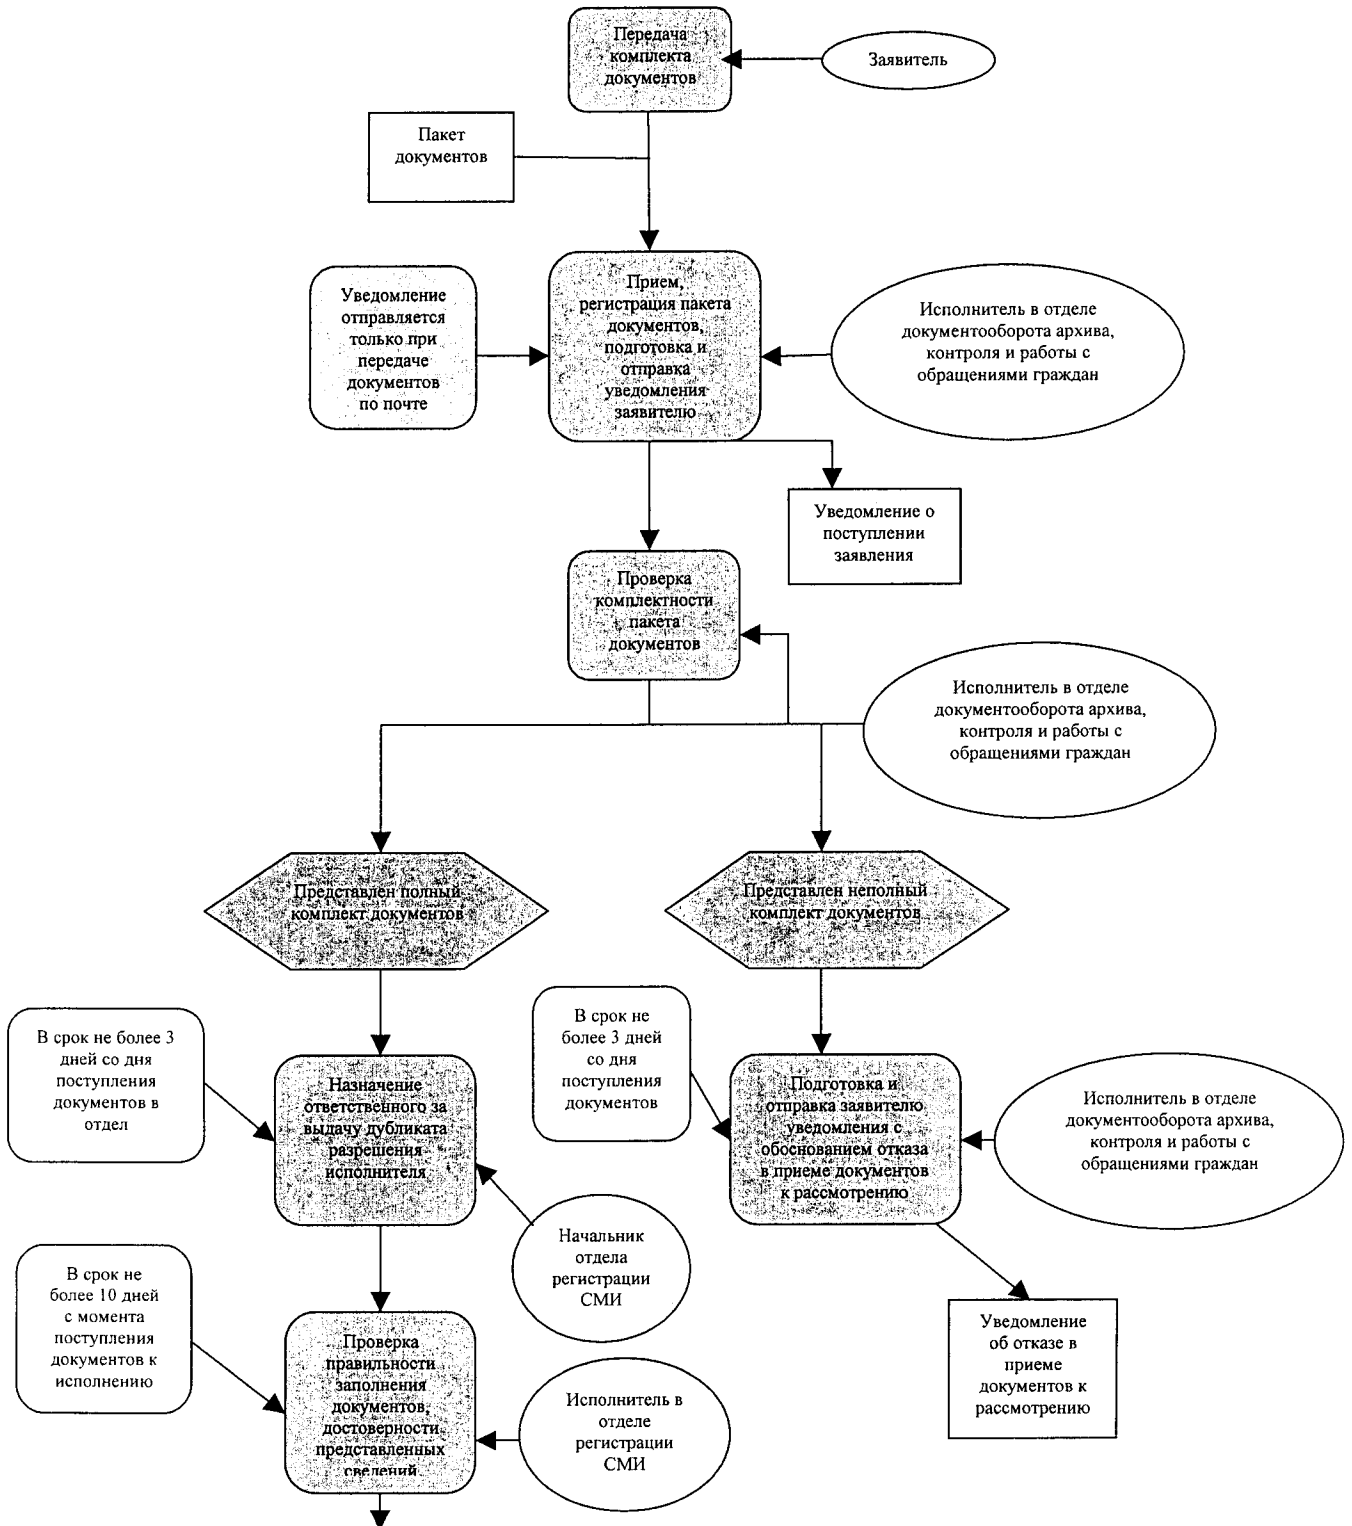 Передача
комплекта
документов
Заявитель
Пакет
документов
Уведомление
отправляется
только при
передаче
документов
по почте
Прием,
регистрация пакета
документов,
подготовка и
отправка
уведомления
заявителю
Исполнитель в отделе
документооборота архива,
контроля и работы с
обращениями граждан
Уведомление о
поступлении
заявления
Проверка
комплектности
пакета
документов
Исполнитель в отделе
документооборота архива,
контроля и работы с
обращениями граждан
Представлен полный
комплект документов
Представлен неполный
комплект документов
В срок не более 3
дней со дня
поступления
документов в
отдел
Назначение
ответственного за
выдачу дубликата
разрешения
исполнителя
В срок не
более 3 дней
со дня
поступления
документов
Подготовка и
отправка заявителю
уведомления с
обоснованием отказа
в приеме документов
к рассмотрению
Исполнитель в отделе
документооборота архива,
контроля и работы с
обращениями граждан
Начальник
отдела
регистрации
СМИ
В срок не
более 10 дней
с момента
поступления
документов к
исполнению
Проверка
правильности
заполнения
документов,
достоверности
представленных
сведений
Исполнитель в
отделе
регистрации
СМИ
Уведомление
об отказе в
приеме
документов к
рассмотрению